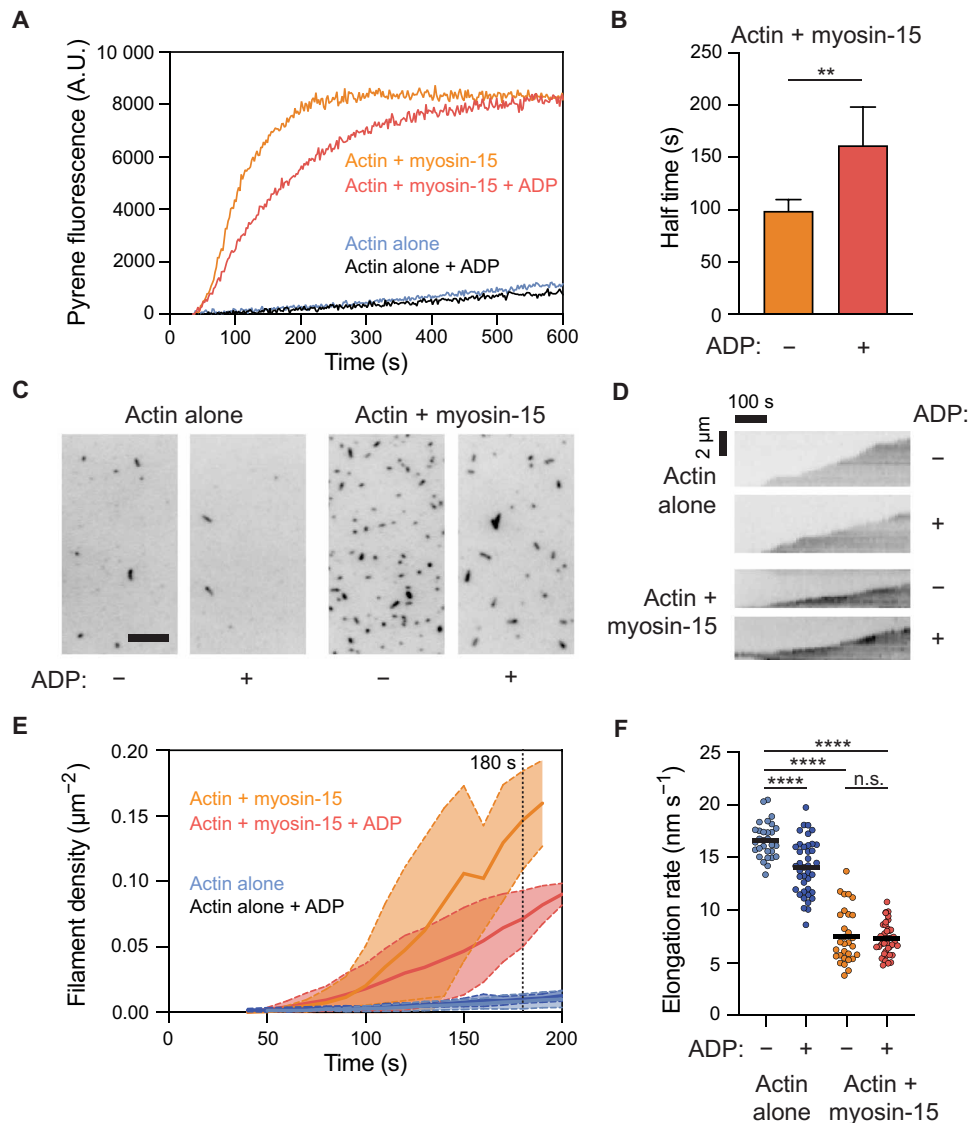 A
Pyrene fluorescence (A.U.)
10 000
8000
6000
4000
2000
0
Actin + myosin-15
Actin + myosin-15 + ADP
Actin alone
Actin alone + ADP
0 100 200 300 400 500 600
Time (s)
B
Actin + myosin-15
Half time (s)
250
200
150
100
50
0
**
ADP: − +
C
Actin alone Actin + myosin-15
ADP: − + − +
D
100 s
2 μm
ADP:
Actin alone
−
+
Actin + myosin-15
−
+
E
Filament density (μm−2)
0.20
0.15
0.10
0.05
0.00
180 s
Actin + myosin-15
Actin + myosin-15 + ADP
Actin alone
Actin alone + ADP
0 50 100 150 200
Time (s)
F
Elongation rate (nm s−1)
25
20
15
10
5
0
****
****
**** n.s.
ADP: − + − +
Actin alone
Actin + myosin-15